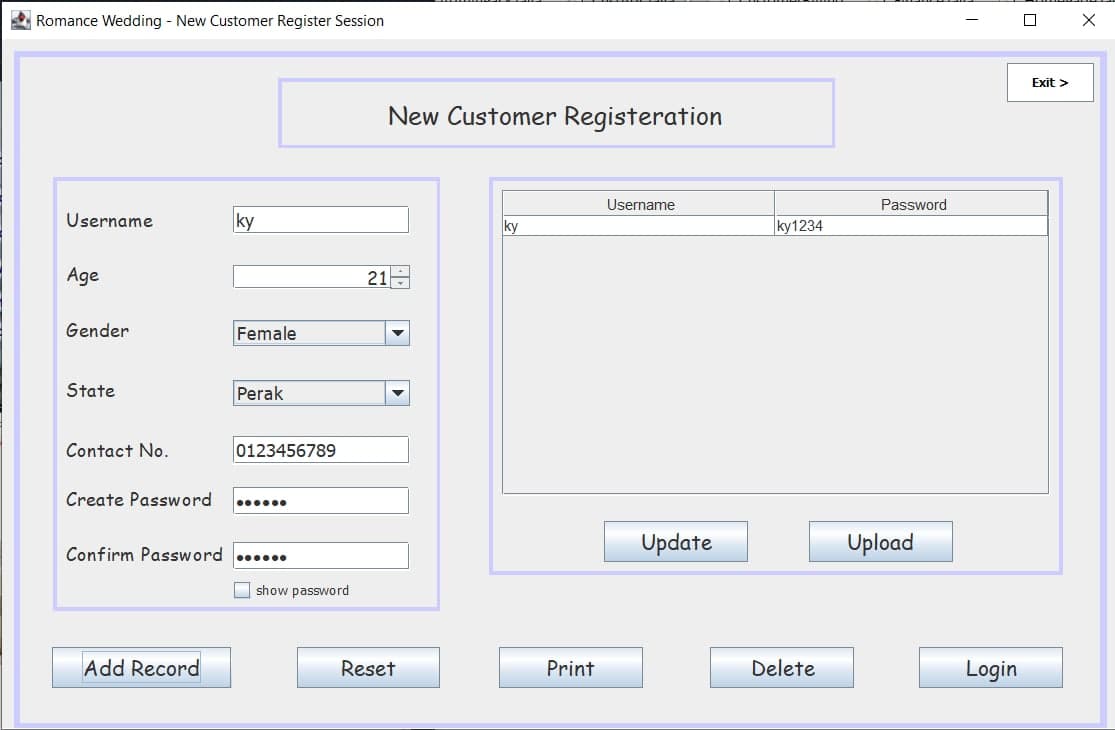 Romance Wedding - New Customer Register Session
Exit >
New Customer Registeration
Username ky
Age 21
Gender Female
State Perak
Contact No. 0123456789
Create Password ••••••
Confirm Password ••••••
show password
Username Password
ky ky1234
Update Upload
Add Record Reset Print Delete Login